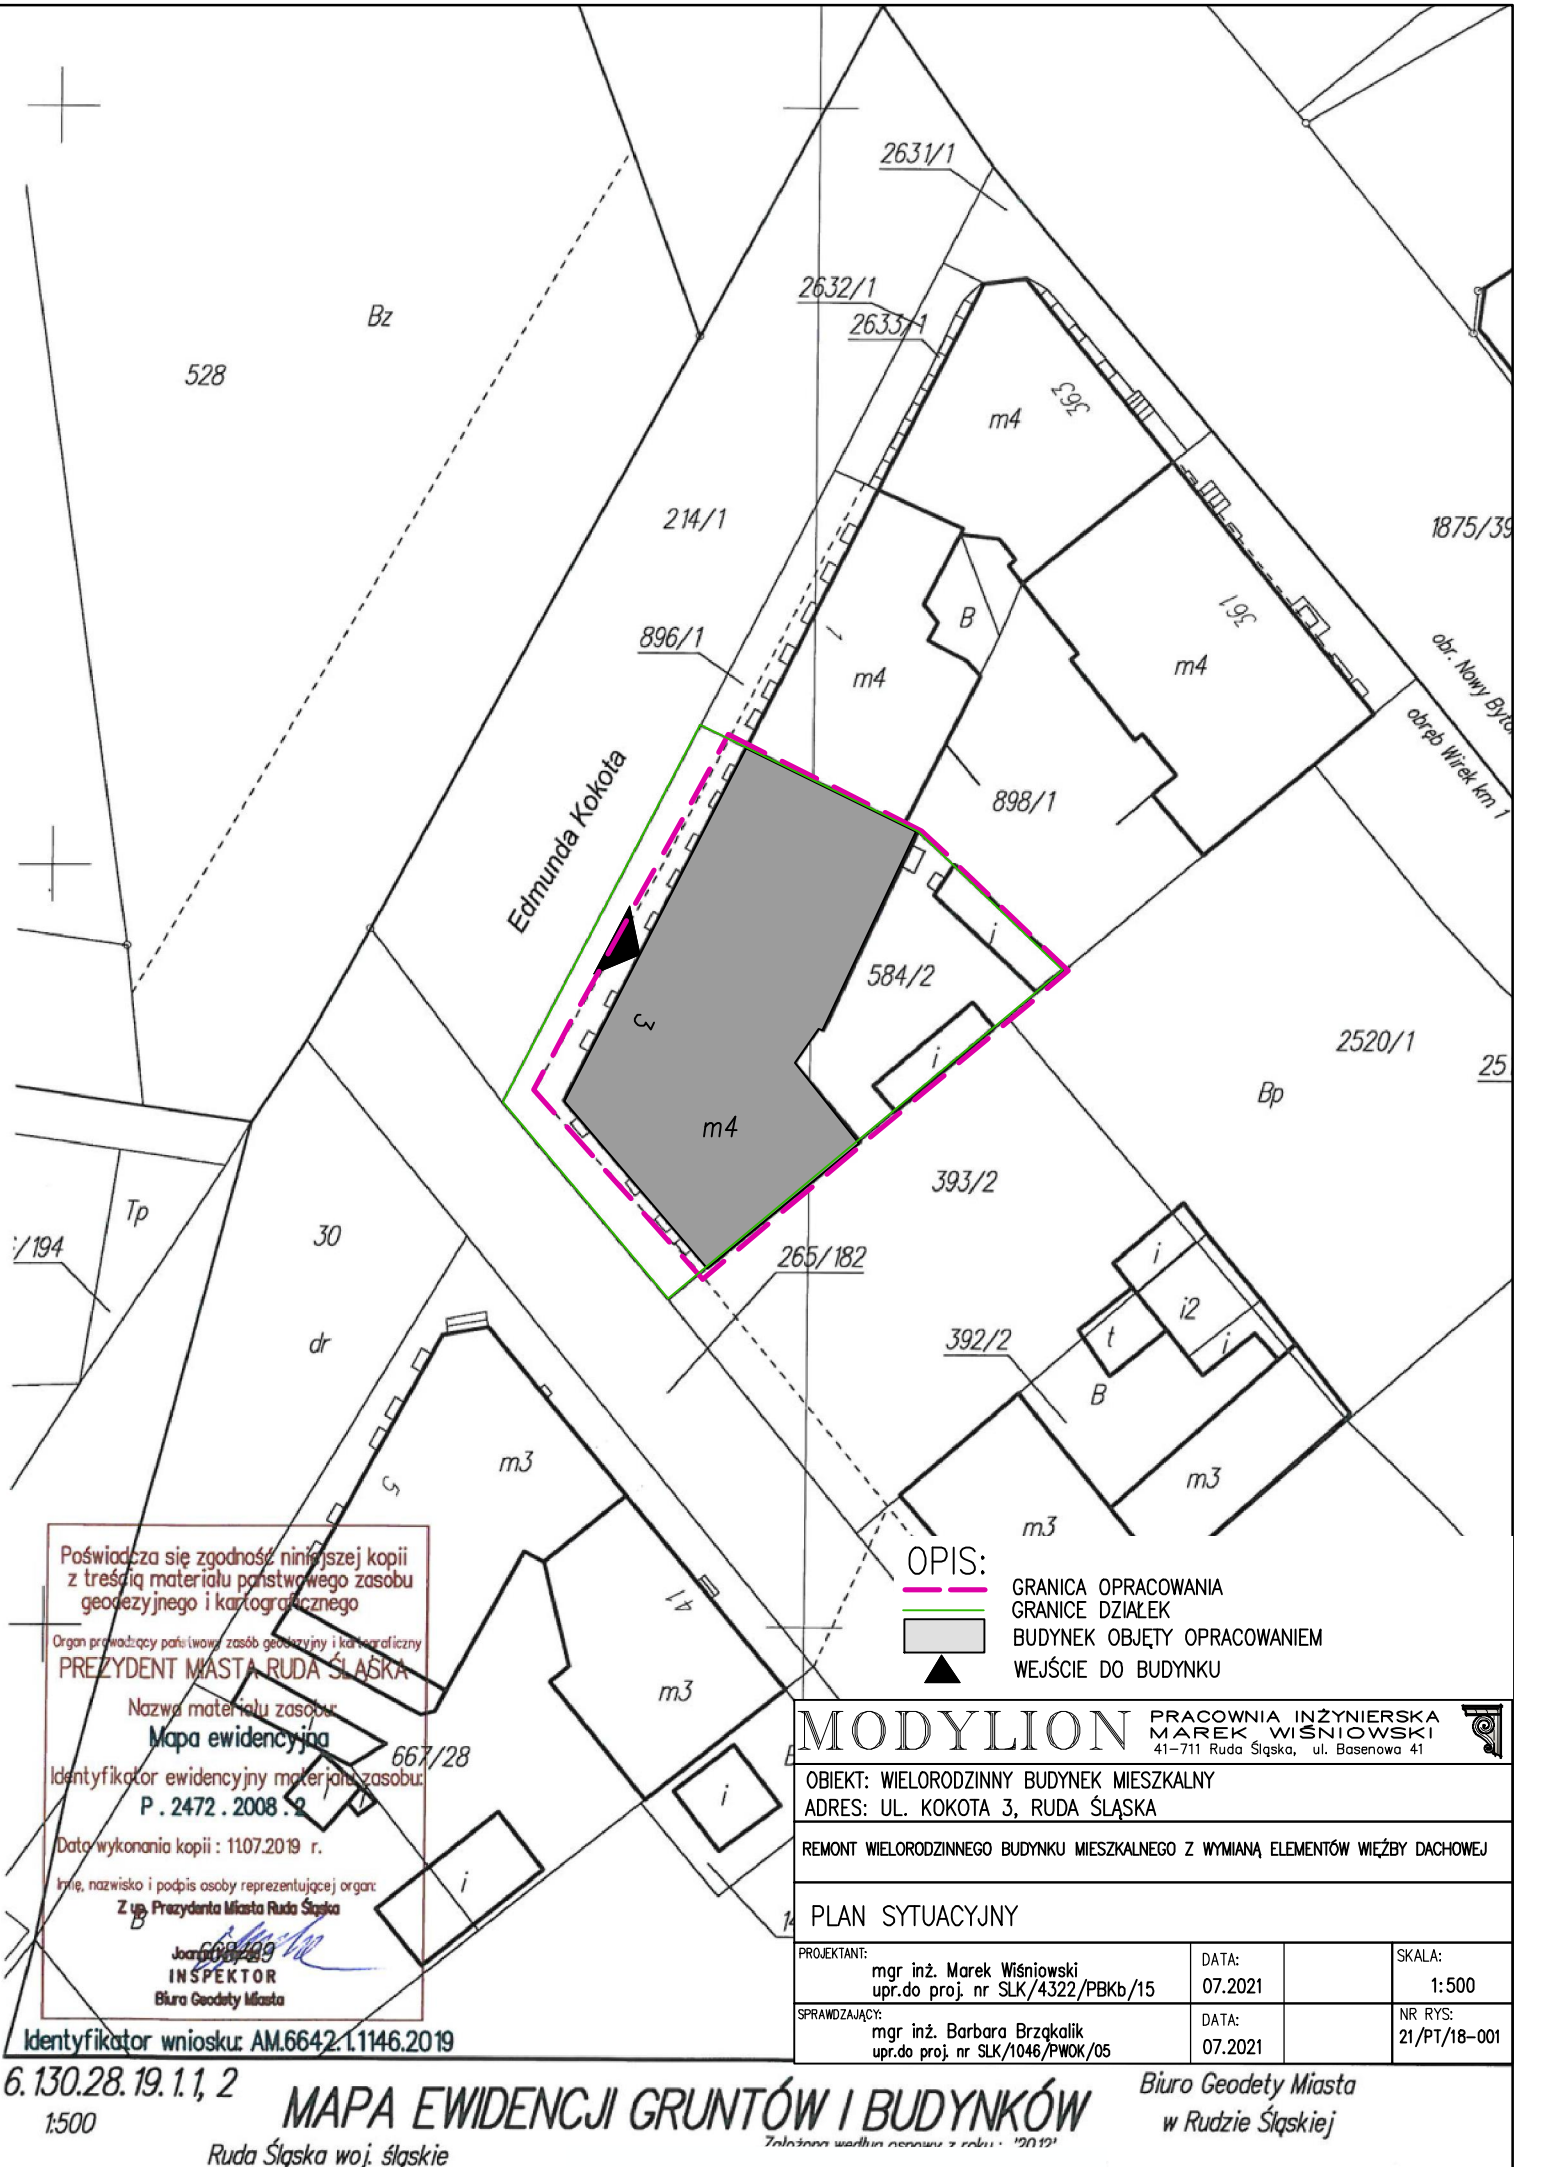 2631/1
2632/1
2633/1
Bz
528
363
m4
214/1
1875/39
B
361
896/1
1
m4
m4
obr. Nowy Byto
obręb Wirek km 1
Edmunda Kokota
898/1
i
584/2
3
i
2520/1
25
Bp
m4
393/2
Tp
30
/194
265/182
i
i2
dr
392/2
t
i
B
m3
m3
5
m3
OPIS:
GRANICA OPRACOWANIA
GRANICE DZIAŁEK
BUDYNEK OBJĘTY OPRACOWANIEM
WEJŚCIE DO BUDYNKU
41
m3
667/28
i
i
i
i
B
668/29
14
Poświadcza się zgodność niniejszej kopii
z treścią materiału państwowego zasobu
geodezyjnego i kartograficznego
Organ prowadzący państwowy zasób geodezyjny i kartograficzny
PREZYDENT MIASTA RUDA ŚLĄSKA
Nazwa materiału zasobu:
Mapa ewidencyjna
Identyfikator ewidencyjny materiału zasobu:
P . 2472 . 2008 . 2
Data wykonania kopii : 11.07.2019 r.
Imię, nazwisko i podpis osoby reprezentującej organ:
Z up. Prezydenta Miasta Ruda Śląska
INSPEKTOR
Biura Geodety Miasta
Identyfikator wniosku: AM.6642.1.1146.2019
MODYLION
PRACOWNIA INŻYNIERSKA
MAREK WIŚNIOWSKI
41-711 Ruda Śląska, ul. Basenowa 41
OBIEKT: WIELORODZINNY BUDYNEK MIESZKALNY
ADRES: UL. KOKOTA 3, RUDA ŚLĄSKA
REMONT WIELORODZINNEGO BUDYNKU MIESZKALNEGO Z WYMIANĄ ELEMENTÓW WIĘŹBY DACHOWEJ
PLAN SYTUACYJNY
PROJEKTANT:
mgr inż. Marek Wiśniowski
upr.do proj. nr SLK/4322/PBKb/15
DATA:
07.2021
SKALA:
1:500
SPRAWDZAJĄCY:
mgr inż. Barbara Brząkalik
upr.do proj. nr SLK/1046/PWOK/05
DATA:
07.2021
NR RYS:
21/PT/18-001
6.130.28.19.1.1, 2
1:500
MAPA EWIDENCJI GRUNTÓW I BUDYNKÓW
Biuro Geodety Miasta
w Rudzie Śląskiej
Ruda Śląska woj. śląskie
Założona według osnowy z roku : "2012"